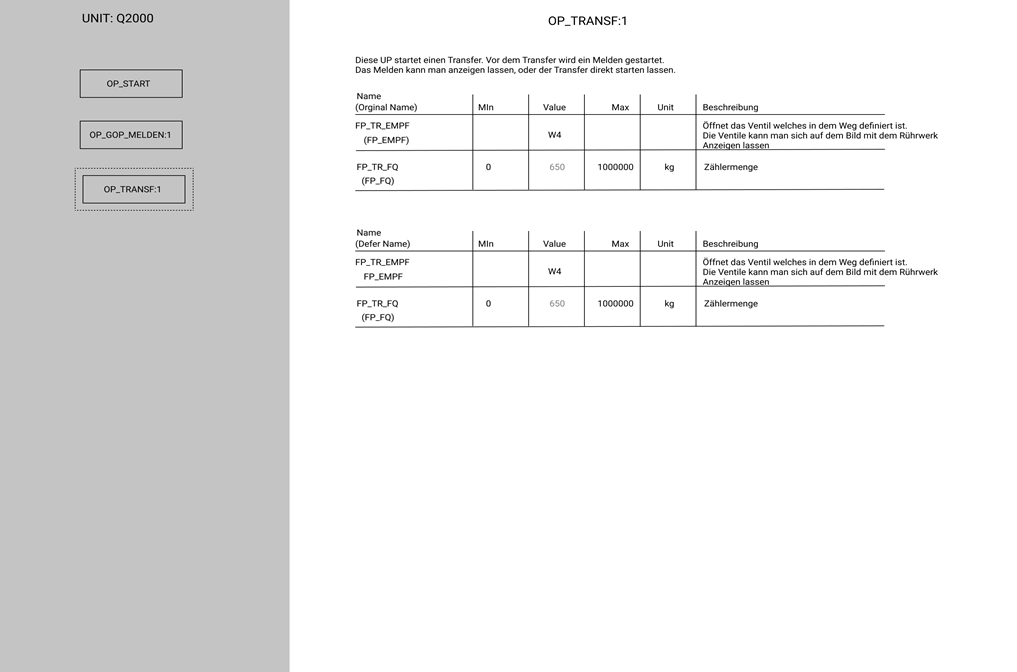 UNIT: Q2000
OP_START
OP_GOP_MELDEN:1
OP_TRANSF:1
OP_TRANSF:1
Diese UP startet einen Transfer. Vor dem Transfer wird ein Melden gestartet.
Das Melden kann man anzeigen lassen, oder der Transfer direkt starten lassen.
Name
(Orginal Name) MIn Value Max Unit Beschreibung
FP_TR_EMPF Öffnet das Ventil welches in dem Weg definiert ist.
(FP_EMPF) W4 Die Ventile kann man sich auf dem Bild mit dem Rührwerk
Anzeigen lassen
FP_TR_FQ 0 650 1000000 kg Zählermenge
(FP_FQ)
Name
(Defer Name) MIn Value Max Unit Beschreibung
FP_TR_EMPF Öffnet das Ventil welches in dem Weg definiert ist.
FP_EMPF W4 Die Ventile kann man sich auf dem Bild mit dem Rührwerk
Anzeigen lassen
FP_TR_FQ 0 650 1000000 kg Zählermenge
(FP_FQ)